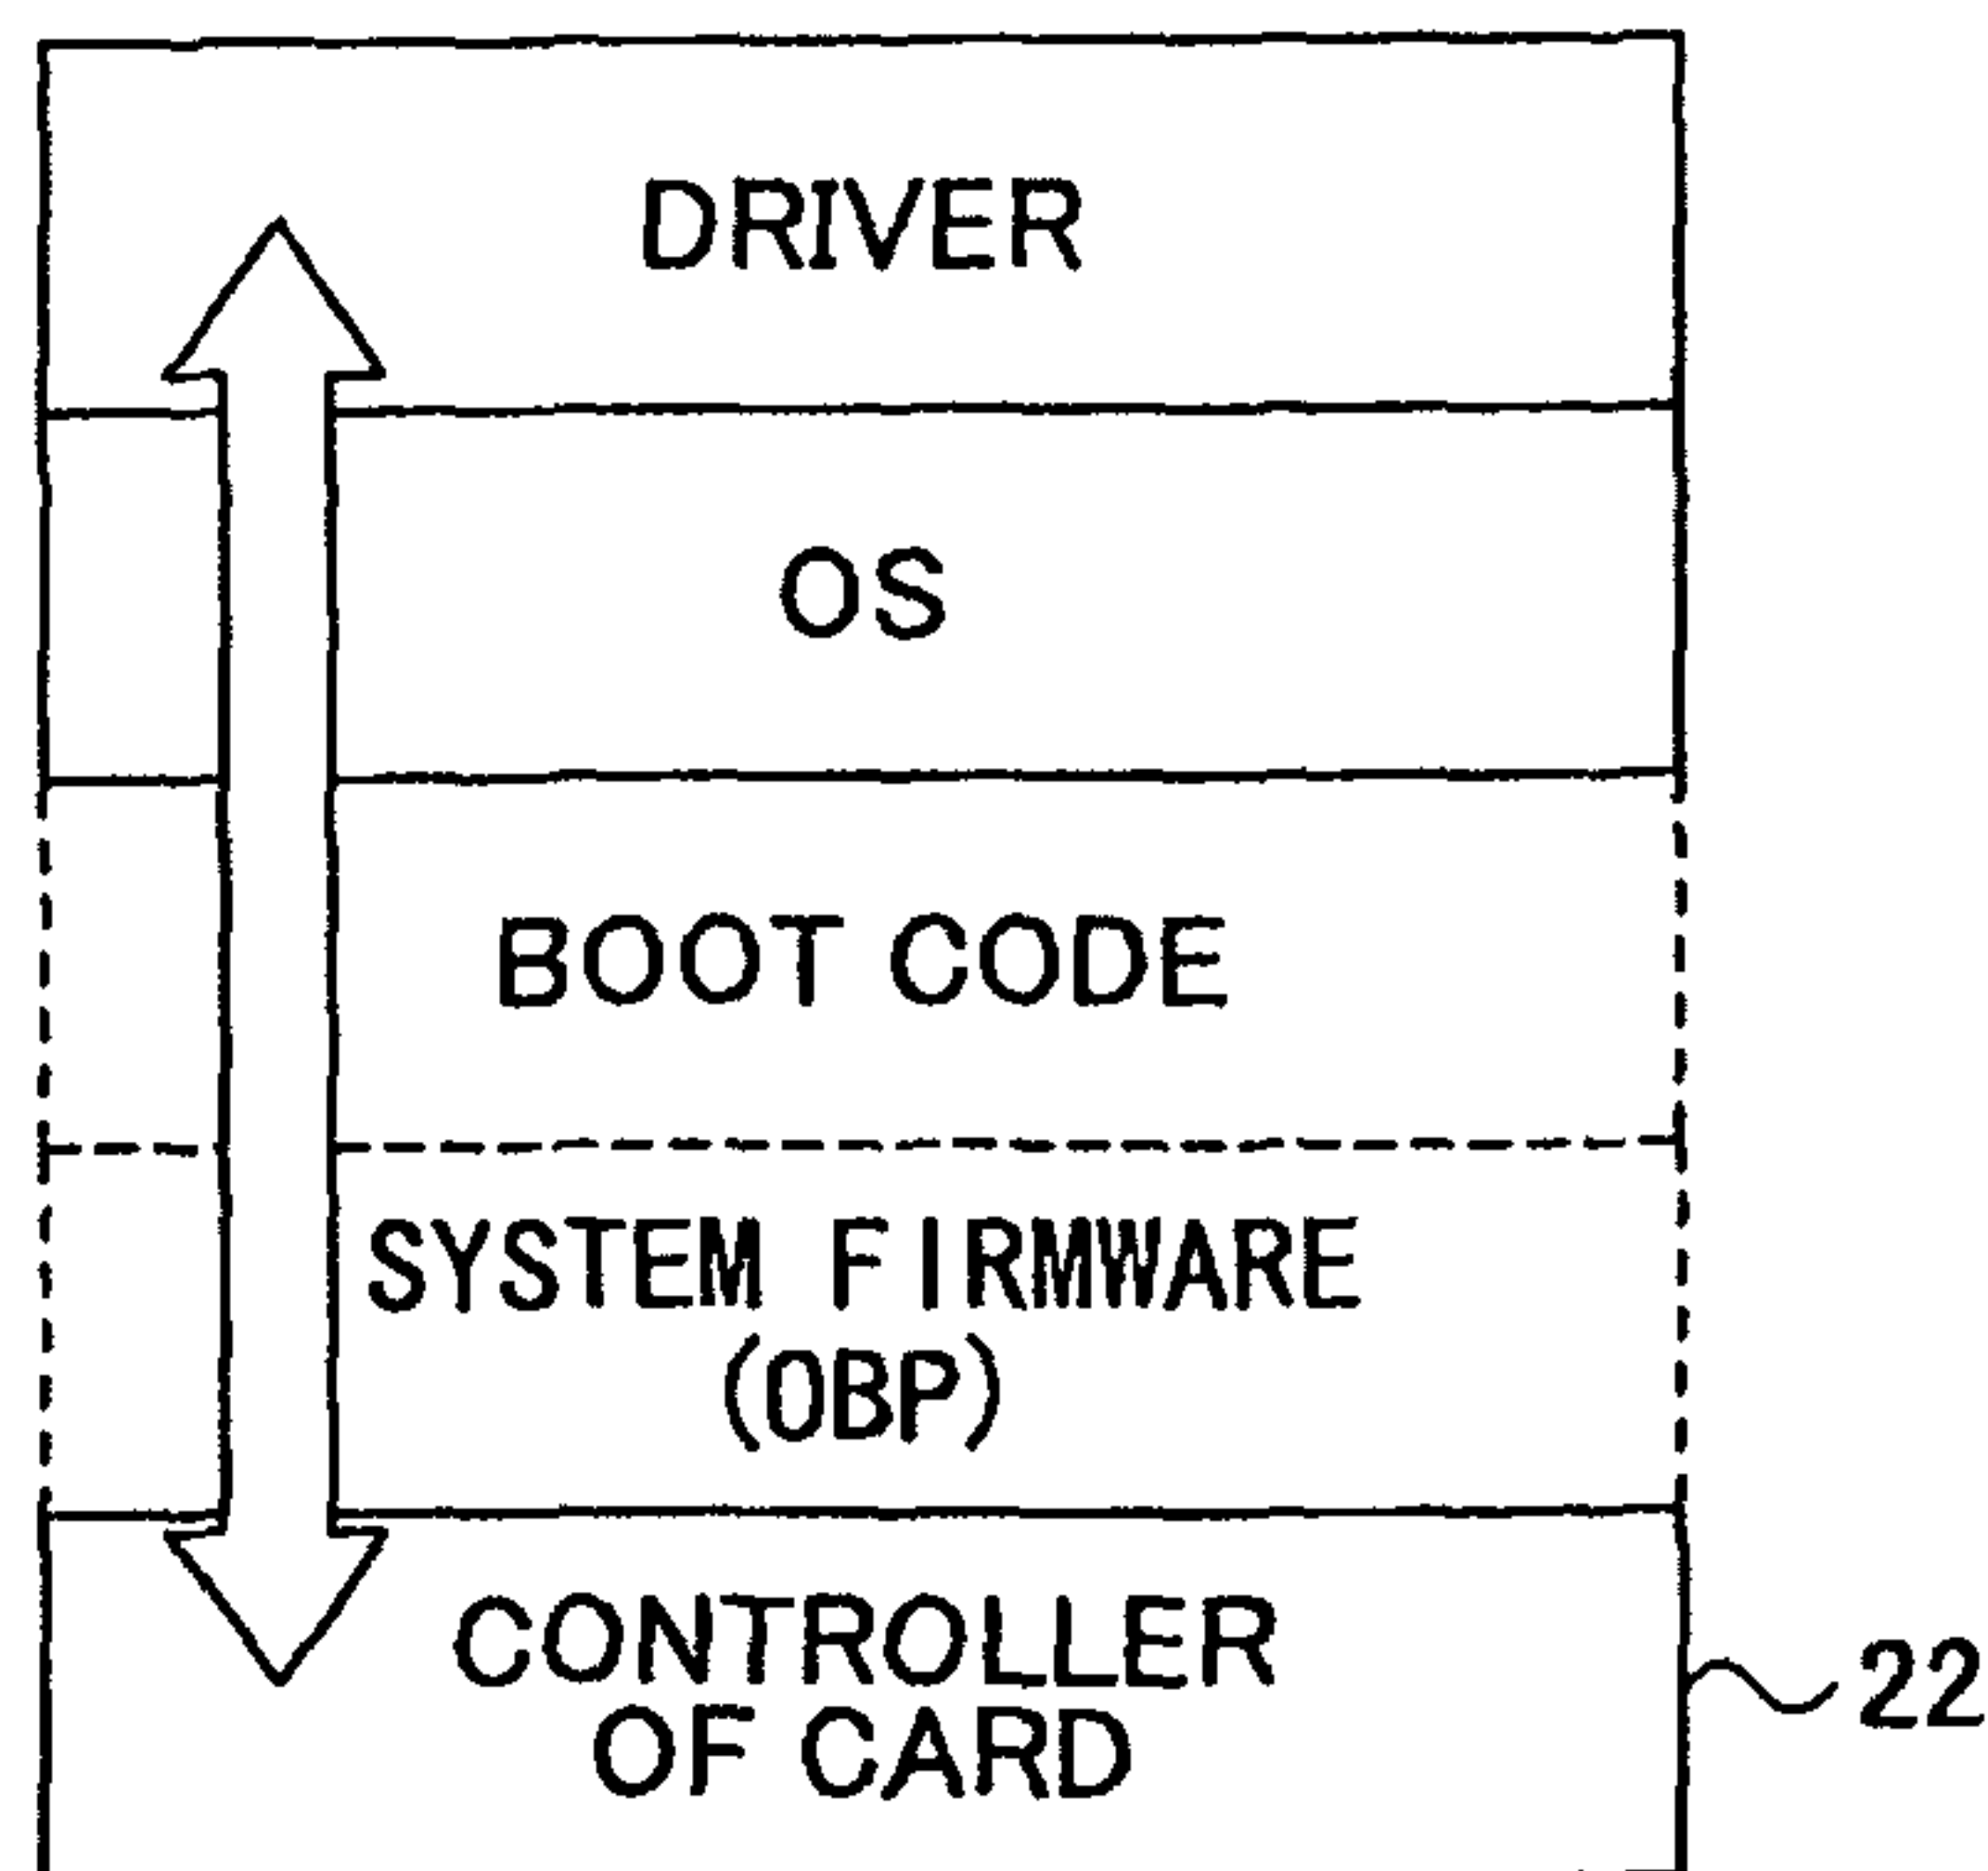 DRIVER
OS
BOOT CODE
SYSTEM FIRMWARE
(OBP)
CONTROLLER
OF CARD
22